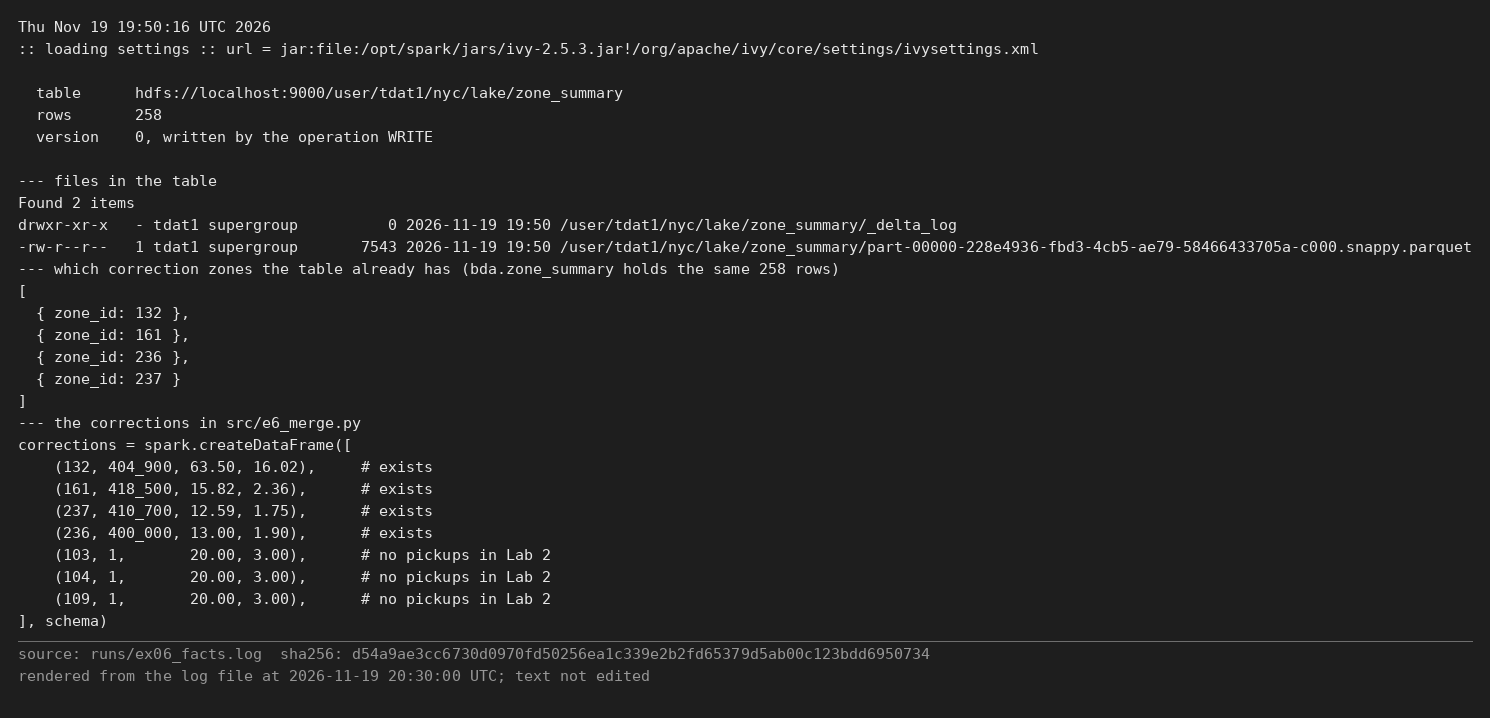 Thu Nov 19 19:50:16 UTC 2026
:: loading settings :: url = jar:file:/opt/spark/jars/ivy-2.5.3.jar!/org/apache/ivy/core/settings/ivysettings.xml
table      hdfs://localhost:9000/user/tdat1/nyc/lake/zone_summary
rows       258
version    0, written by the operation WRITE
--- files in the table
Found 2 items
drwxr-xr-x   - tdat1 supergroup          0 2026-11-19 19:50 /user/tdat1/nyc/lake/zone_summary/_delta_log
-rw-r--r--   1 tdat1 supergroup       7543 2026-11-19 19:50 /user/tdat1/nyc/lake/zone_summary/part-00000-228e4936-fbd3-4cb5-ae79-58466433705a-c000.snappy.parquet
--- which correction zones the table already has (bda.zone_summary holds the same 258 rows)
[
  { zone_id: 132 },
  { zone_id: 161 },
  { zone_id: 236 },
  { zone_id: 237 }
]
--- the corrections in src/e6_merge.py
corrections = spark.createDataFrame([
    (132, 404_900, 63.50, 16.02),     # exists
    (161, 418_500, 15.82, 2.36),      # exists
    (237, 410_700, 12.59, 1.75),      # exists
    (236, 400_000, 13.00, 1.90),      # exists
    (103, 1,       20.00, 3.00),      # no pickups in Lab 2
    (104, 1,       20.00, 3.00),      # no pickups in Lab 2
    (109, 1,       20.00, 3.00),      # no pickups in Lab 2
], schema)
source: runs/ex06_facts.log  sha256: d54a9ae3cc6730d0970fd50256ea1c339e2b2fd65379d5ab00c123bdd6950734
rendered from the log file at 2026-11-19 20:30:00 UTC; text not edited